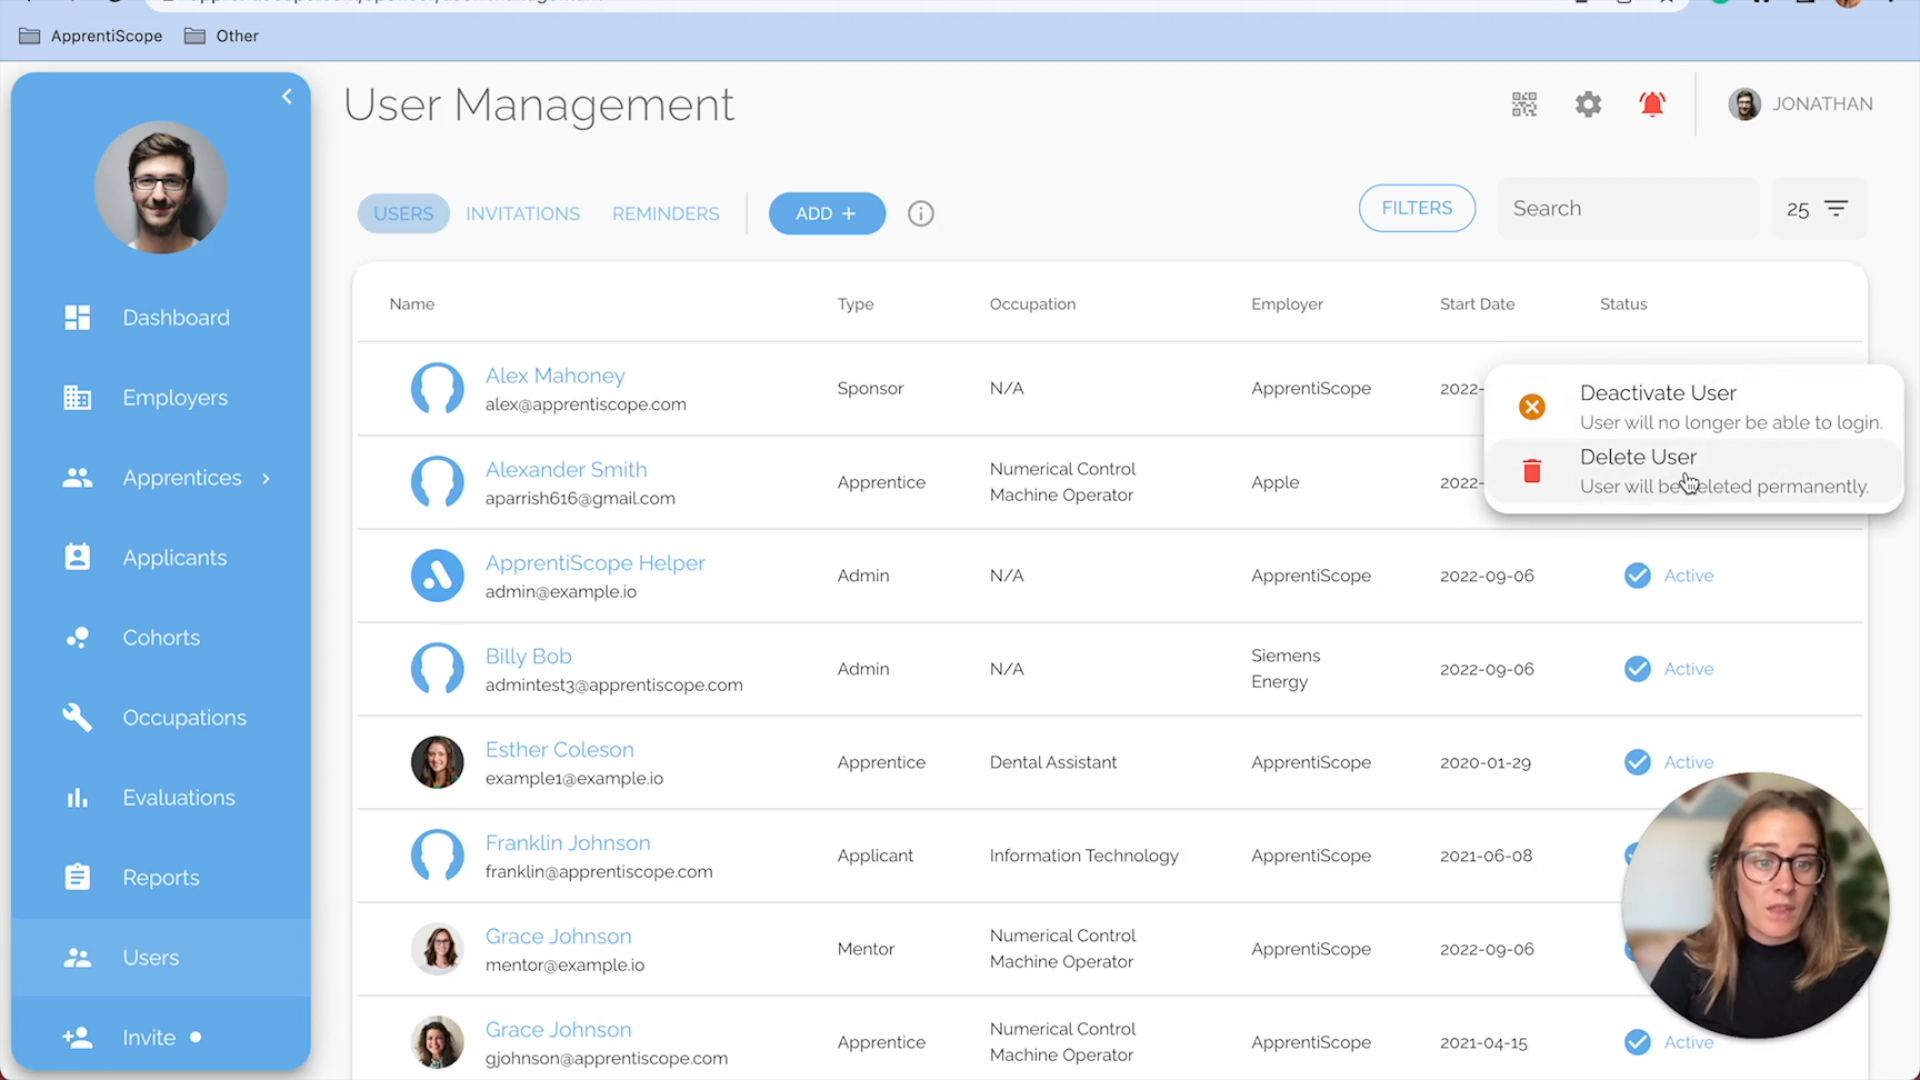 ApprentiScope Other
User Management
JONATHAN
USERS INVITATIONS REMINDERS ADD +
FILTERS Search 25
Dashboard
Employers
Apprentices
Applicants
Cohorts
Occupations
Evaluations
Reports
Users
Invite
Name Type Occupation Employer Start Date Status
Alex Mahoney
alex@apprentiscope.com
Sponsor N/A ApprentiScope 2022-
Deactivate User
User will no longer be able to login.
Delete User
User will be deleted permanently.
Alexander Smith
aparrish616@gmail.com
Apprentice
Numerical Control
Machine Operator
Apple 2022-
ApprentiScope Helper
admin@example.io
Admin N/A ApprentiScope 2022-09-06 Active
Billy Bob
admintest3@apprentiscope.com
Admin N/A
Siemens
Energy
2022-09-06 Active
Esther Coleson
example1@example.io
Apprentice Dental Assistant ApprentiScope 2020-01-29 Active
Franklin Johnson
franklin@apprentiscope.com
Applicant Information Technology ApprentiScope 2021-06-08
Grace Johnson
mentor@example.io
Mentor
Numerical Control
Machine Operator
ApprentiScope 2022-09-06
Grace Johnson
gjohnson@apprentiscope.com
Apprentice
Numerical Control
Machine Operator
ApprentiScope 2021-04-15 Active